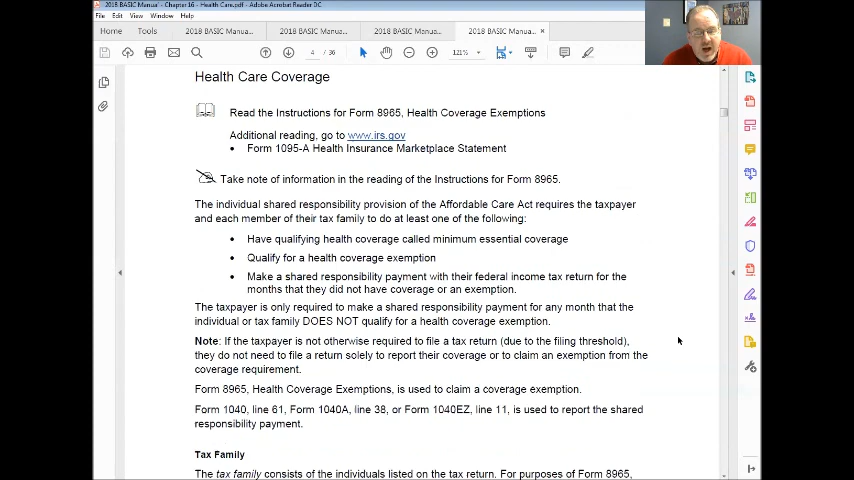 2018 BASIC Manual - Chapter 16 - Health Care.pdf - Adobe Acrobat Reader DC
File Edit View Window Help
Home Tools 2018 BASIC Manua... 2018 BASIC Manua... 2018 BASIC Manua... 2018 BASIC Manua... ×
4 / 36 121%
Health Care Coverage
Read the Instructions for Form 8965, Health Coverage Exemptions
Additional reading, go to www.irs.gov
• Form 1095-A Health Insurance Marketplace Statement
Take note of information in the reading of the Instructions for Form 8965.
The individual shared responsibility provision of the Affordable Care Act requires the taxpayer
and each member of their tax family to do at least one of the following:
• Have qualifying health coverage called minimum essential coverage
• Qualify for a health coverage exemption
• Make a shared responsibility payment with their federal income tax return for the
months that they did not have coverage or an exemption.
The taxpayer is only required to make a shared responsibility payment for any month that the
individual or tax family DOES NOT qualify for a health coverage exemption.
Note: If the taxpayer is not otherwise required to file a tax return (due to the filing threshold),
they do not need to file a return solely to report their coverage or to claim an exemption from the
coverage requirement.
Form 8965, Health Coverage Exemptions, is used to claim a coverage exemption.
Form 1040, line 61, Form 1040A, line 38, or Form 1040EZ, line 11, is used to report the shared
responsibility payment.
Tax Family
The tax family consists of the individuals listed on the tax return. For purposes of Form 8965,